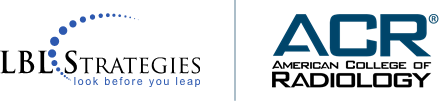 LBL STRATEGIES
look before you leap
ACR®
AMERICAN COLLEGE OF
RADIOLOGY